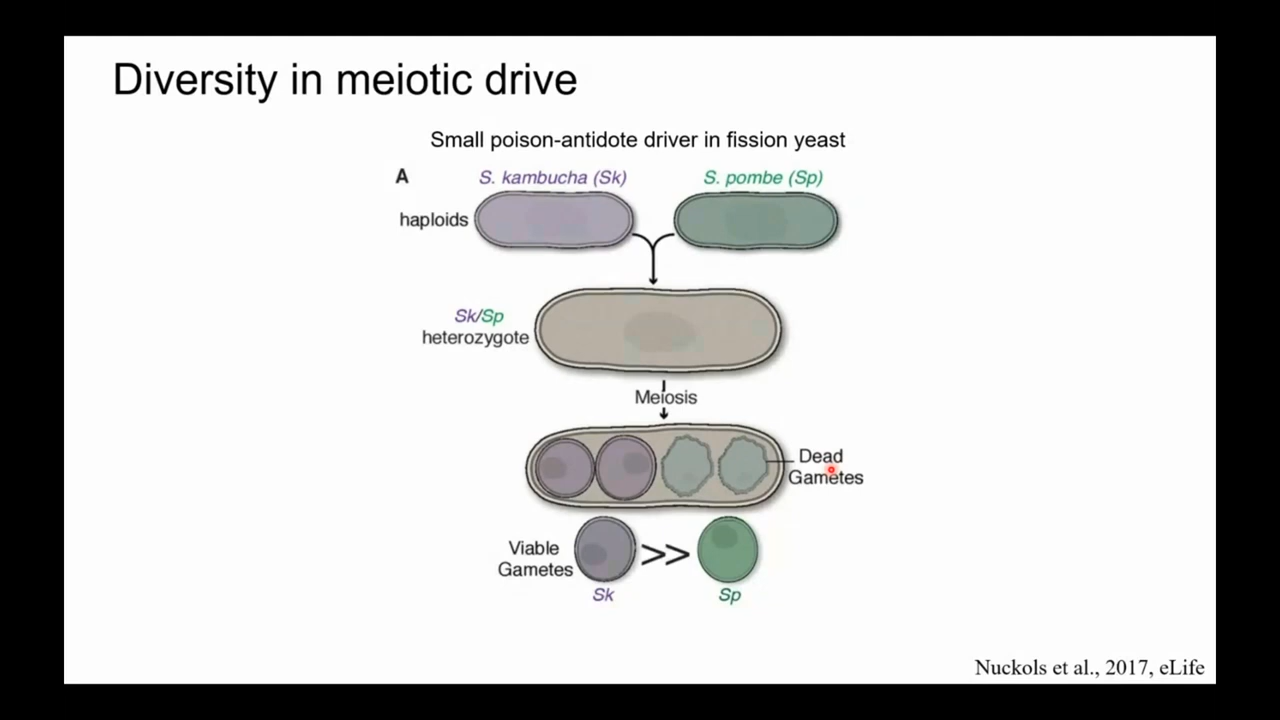 Diversity in meiotic drive
Small poison-antidote driver in fission yeast
A
S. kambucha (Sk)
S. pombe (Sp)
haploids
Sk/Sp
heterozygote
Meiosis
Dead
Gametes
Viable
Gametes
>>
Sk
Sp
Nuckols et al., 2017, eLife